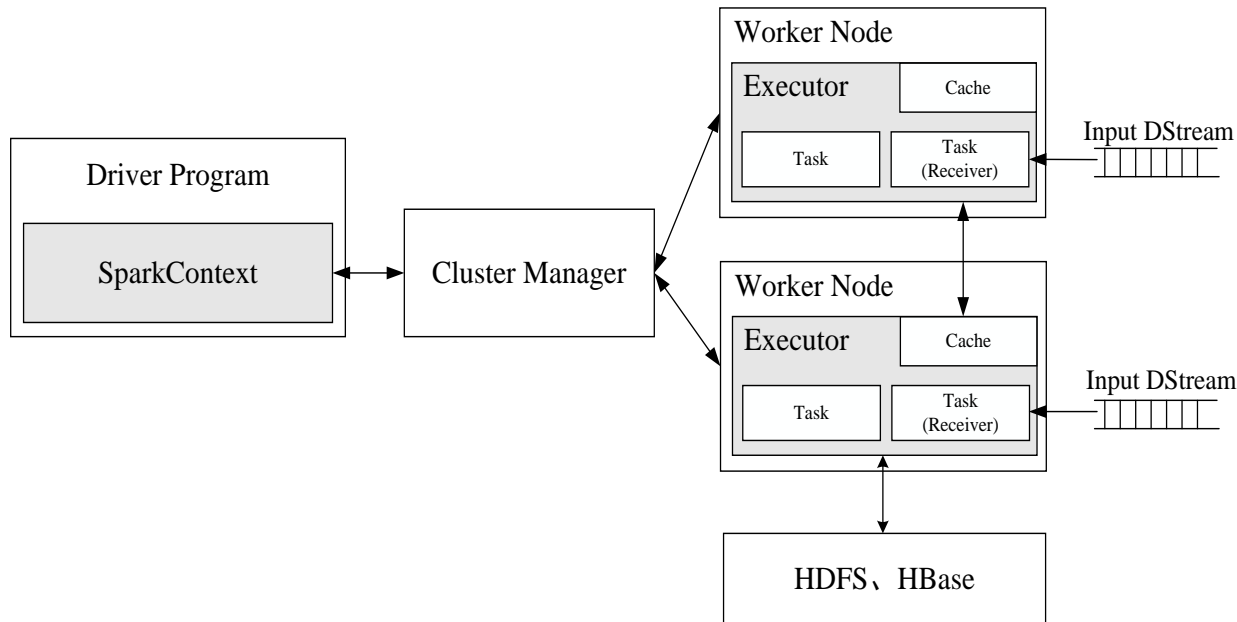 Driver Program
SparkContext
Cluster Manager
Worker Node
Executor
Cache
Task
Task
(Receiver)
Input DStream
Worker Node
Executor
Cache
Task
Task
(Receiver)
Input DStream
HDFS、HBase